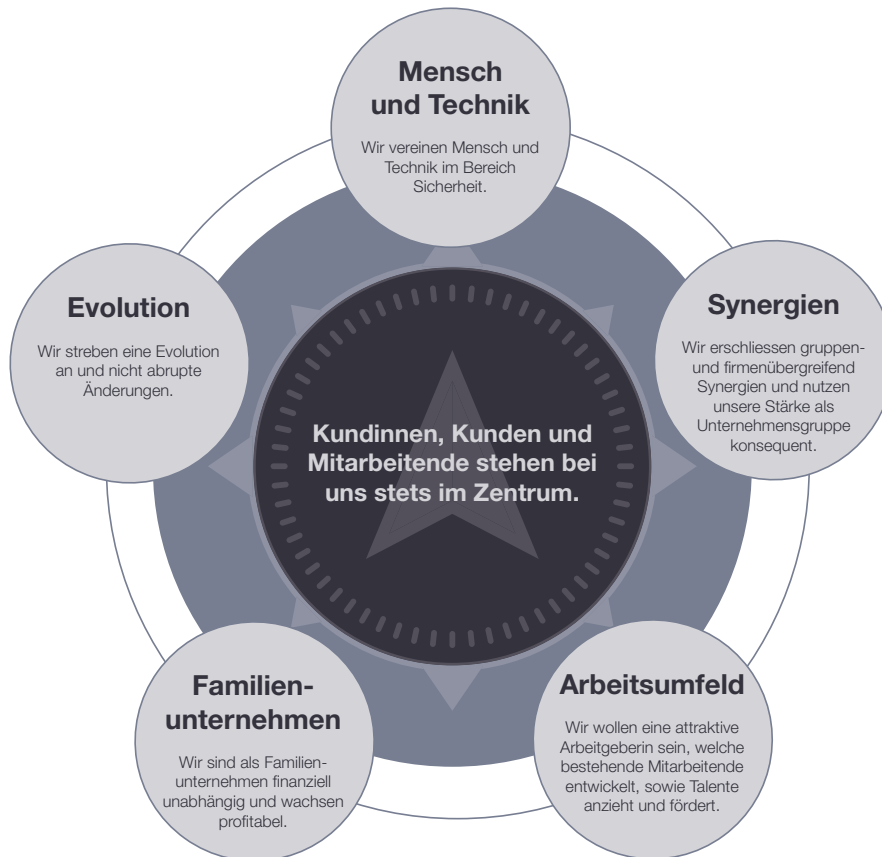 Mensch
und Technik
Wir vereinen Mensch und
Technik im Bereich
Sicherheit.
Evolution
Wir streben eine Evolution
an und nicht abrupte
Änderungen.
Synergien
Wir erschliessen gruppen-
und firmenübergreifend
Synergien und nutzen
unsere Stärke als
Unternehmensgruppe
konsequent.
Kundinnen, Kunden und
Mitarbeitende stehen bei
uns stets im Zentrum.
Familien-
unternehmen
Wir sind als Familien-
unternehmen finanziell
unabhängig und wachsen
profitabel.
Arbeitsumfeld
Wir wollen eine attraktive
Arbeitgeberin sein, welche
bestehende Mitarbeitende
entwickelt, sowie Talente
anzieht und fördert.